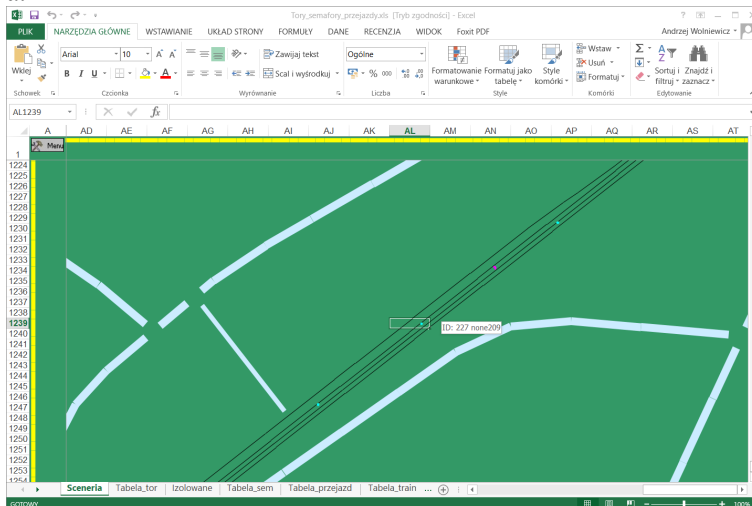 Tory_semafory_przejazdy.xls [Tryb zgodności] - Excel
PLIK NARZĘDZIA GŁÓWNE WSTAWIANIE UKŁAD STRONY FORMUŁY DANE RECENZJA WIDOK Foxit PDF Andrzej Wolniewicz
Wklej
Arial 10
B I U
Zawijaj tekst
Scal i wyśrodkuj
Ogólne
% 000
Formatowanie warunkowe
Formatuj jako tabelę
Style komórki
Wstaw
Usuń
Formatuj
Sortuj i filtruj
Znajdź i zaznacz
Schowek Czcionka Wyrównanie Liczba Style Komórki Edytowanie
AL1239 fx
A AD AE AF AG AH AI AJ AK AL AM AN AO AP AQ AR AS AT
1 Menu
1224
1225
1226
1227
1228
1229
1230
1231
1232
1233
1234
1235
1236
1237
1238
1239 ID: 227 none209
1240
1241
1242
1243
1244
1245
1246
1247
1248
1249
1250
1251
1252
1253
1254
Sceneria Tabela_tor Izolowane Tabela_sem Tabela_przejazd Tabela_train ...
GOTOWY 100%